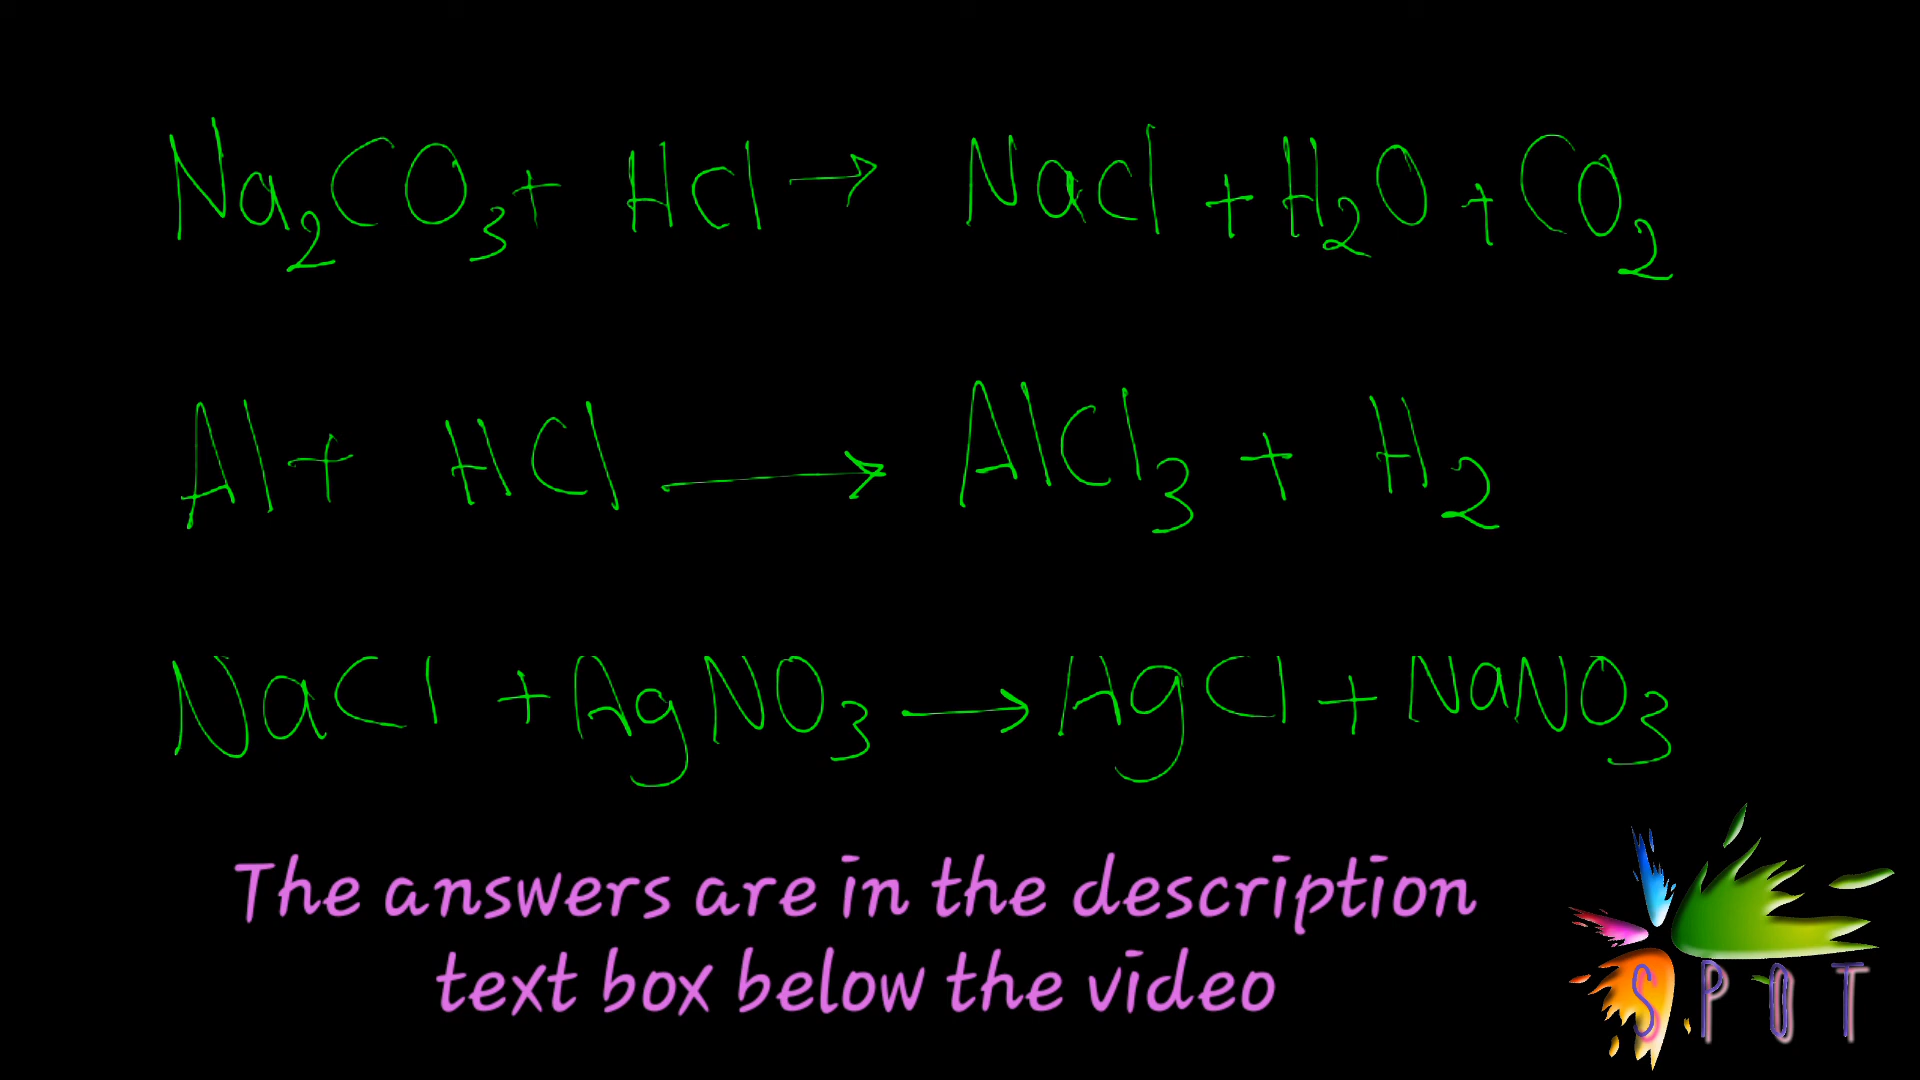 Na₂CO₃ + HCl → NaCl + H₂O + CO₂
Al + HCl → AlCl₃ + H₂
NaCl + AgNO₃ → AgCl + NaNO₃
The answers are in the description
text box below the video
SPOT